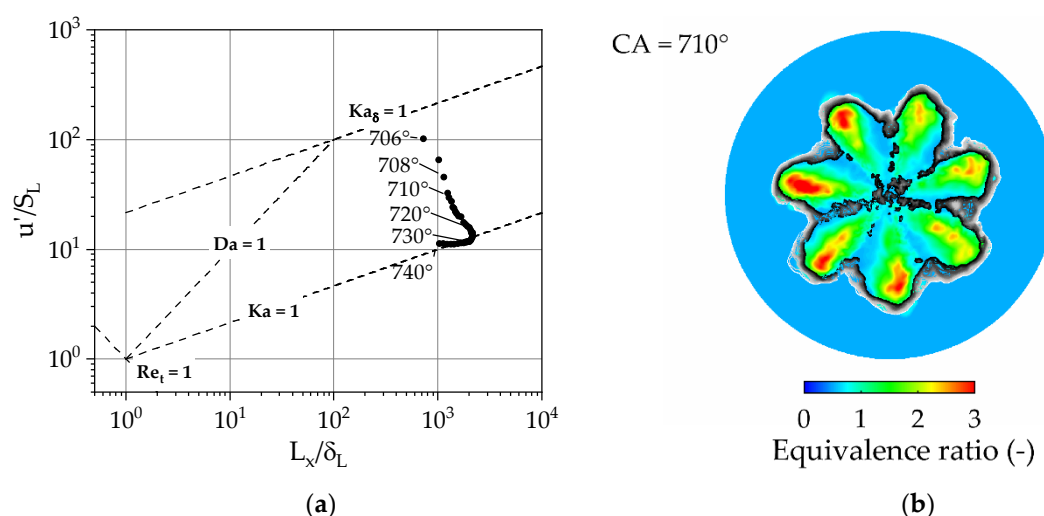 10³
10²
10¹
10⁰
u'/S_L
Ka_δ = 1
706°
708°
710°
720°
730°
740°
Da = 1
Ka = 1
Re_t = 1
10⁰ 10¹ 10² 10³ 10⁴
L_x/δ_L
(a)
CA = 710°
0 1 2 3
Equivalence ratio (-)
(b)